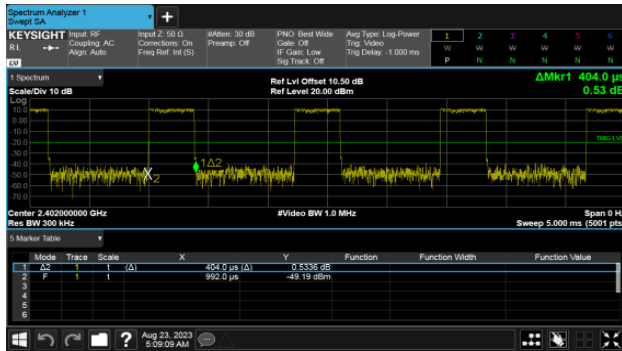 Spectrum Analyzer 1
Swept SA
+
KEYSIGHT Input: RF Input Z: 50 Ω #Atten: 30 dB PNO: Best Wide Avg Type: Log-Power 1 2 3 4 5 6
RL Coupling: AC Corrections: On Preamp: Off Gate: Off Trig: Video W W W W W W
Align: Auto Freq Ref: Int (S) IF Gain: Low Trig Delay: -1.000 ms P N N N N N
LXI Sig Track: Off
1 Spectrum Ref Lvl Offset 10.50 dB ΔMkr1 404.0 µs
Scale/Div 10 dB Ref Level 20.00 dBm 0.53 dB
Log
10.0
0.00
-10.0
-20.0 TRIG LVL
-30.0
-40.0 1Δ2
-50.0 X2
-60.0
-70.0
Center 2.402000000 GHz #Video BW 1.0 MHz Span 0 Hz
Res BW 300 kHz Sweep 5.000 ms (5001 pts
5 Marker Table
Mode Trace Scale X Y Function Function Width Function Value
1 Δ2 1 t (Δ) 404.0 µs (Δ) 0.5336 dB
2 F 1 t 992.0 µs -49.19 dBm
3
4
5
6
? Aug 23, 2023
5:09:09 AM